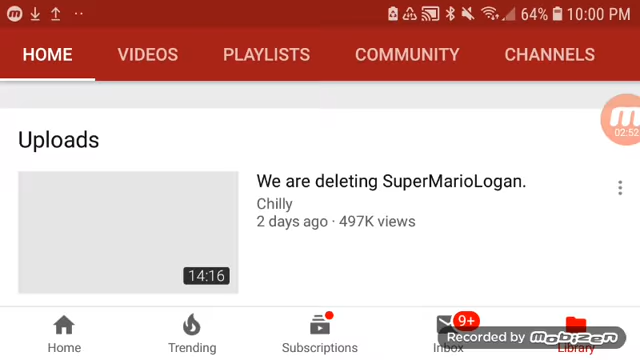 64% 10:00 PM
HOME VIDEOS PLAYLISTS COMMUNITY CHANNELS
02:52
Uploads
We are deleting SuperMarioLogan.
Chilly
2 days ago · 497K views
14:16
9+
Home Trending Subscriptions Inbox Library
Recorded by Mobizen